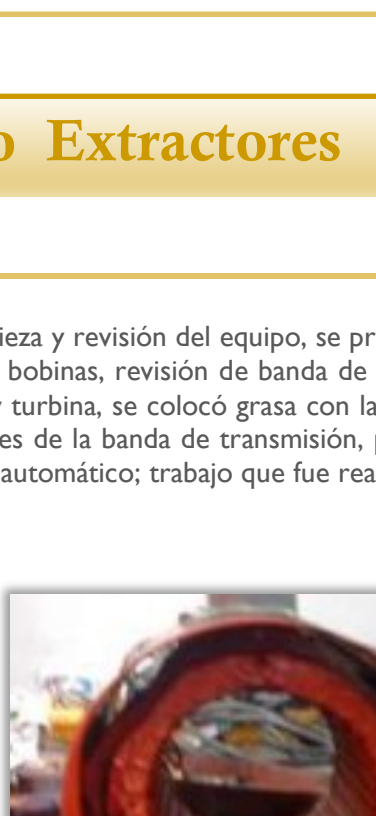 o Extractores
ieza y revisión del equipo, se pr
bobinas, revisión de banda de
y turbina, se colocó grasa con la
es de la banda de transmisión, p
automático; trabajo que fue rea